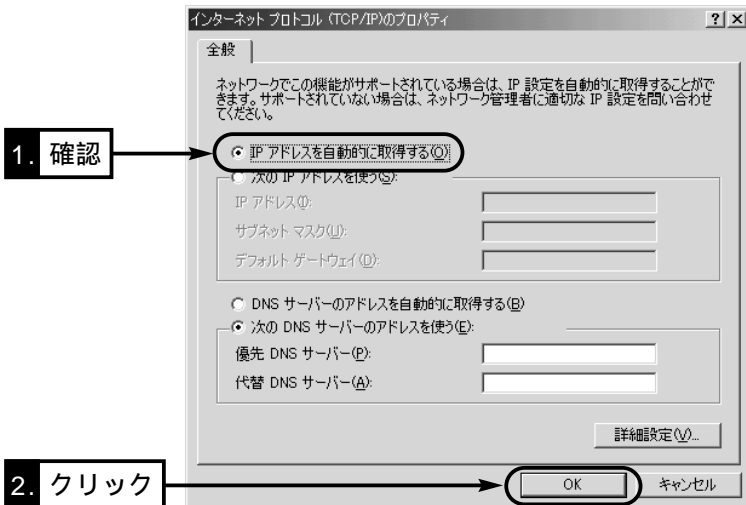 インターネット プロトコル (TCP/IP)のプロパティ
? ×
全般
ネットワークでこの機能がサポートされている場合は、IP 設定を自動的に取得することがで
きます。サポートされていない場合は、ネットワーク管理者に適切な IP 設定を問い合わせ
てください。
1. 確認
IP アドレスを自動的に取得する(O)
次の IP アドレスを使う(S):
IP アドレス(I):
サブネット マスク(U):
デフォルト ゲートウェイ(D):
DNS サーバーのアドレスを自動的に取得する(B)
次の DNS サーバーのアドレスを使う(E):
優先 DNS サーバー(P):
代替 DNS サーバー(A):
詳細設定(V)...
2. クリック
OK
キャンセル